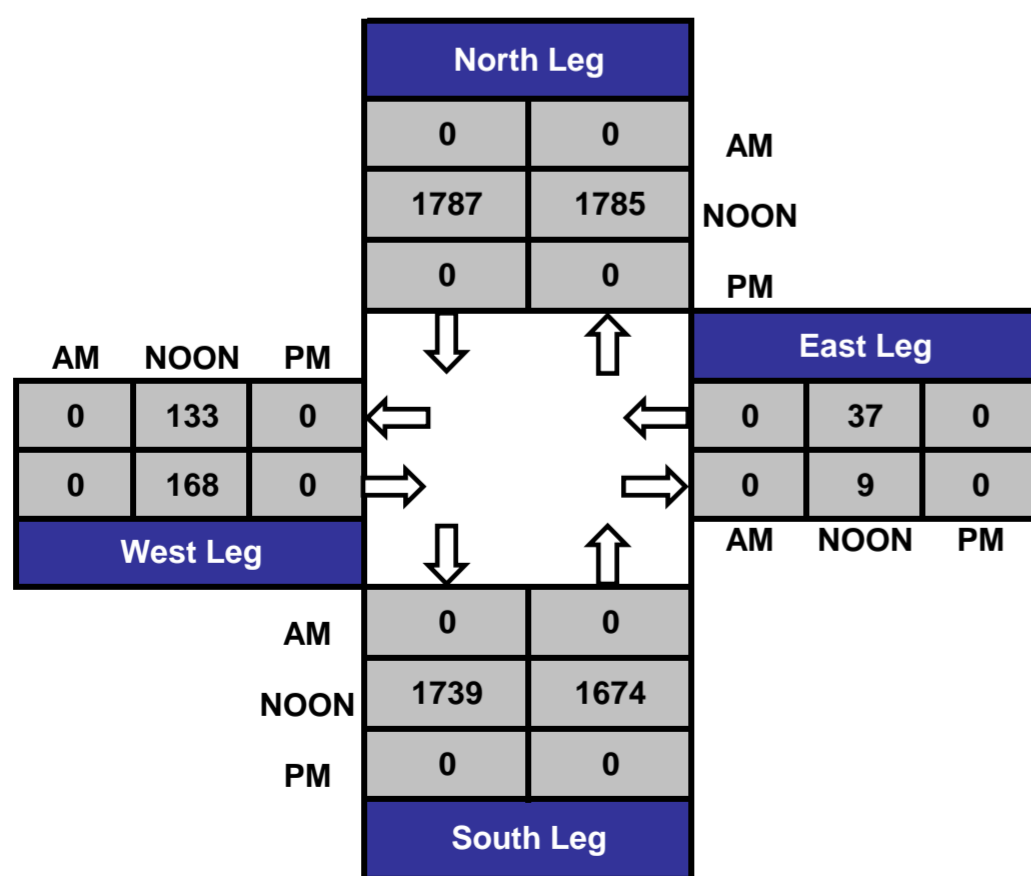 North Leg
0 0 AM
1787 1785 NOON
0 0 PM
East Leg
AM NOON PM
0 133 0
0 37 0
0 168 0
0 9 0
West Leg
AM NOON PM
AM 0 0
NOON 1739 1674
PM 0 0
South Leg